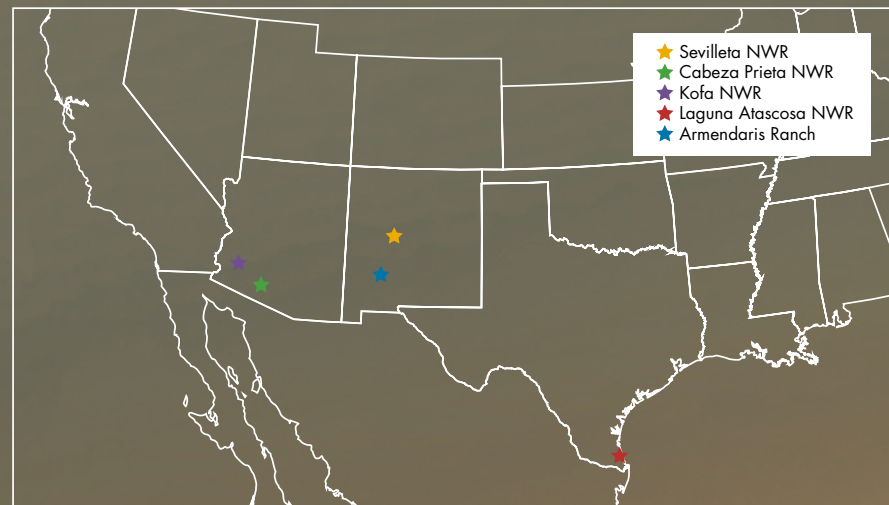 Sevilleta NWR
Cabeza Prieta NWR
Kofa NWR
Laguna Atascosa NWR
Armendaris Ranch